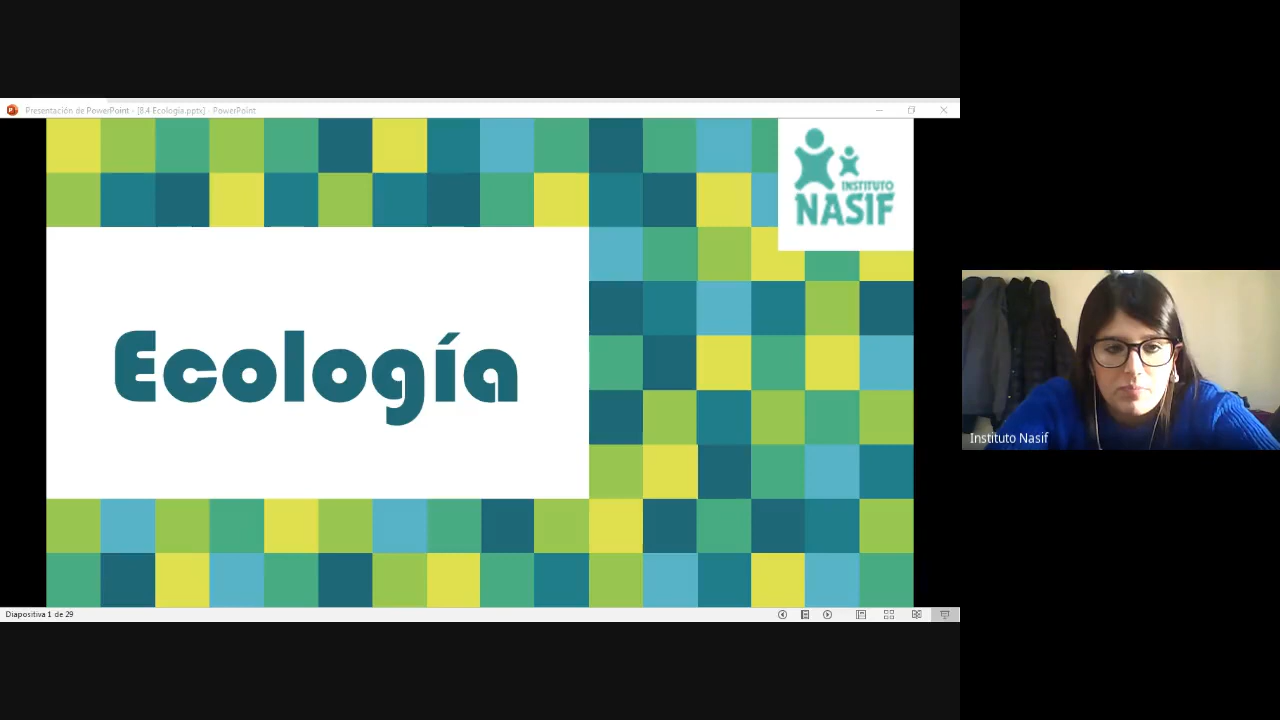 Presentación de PowerPoint - [8.4 Ecología.pptx] - PowerPoint
INSTITUTO
NASIF
Ecología
Instituto Nasif
Diapositiva 1 de 29